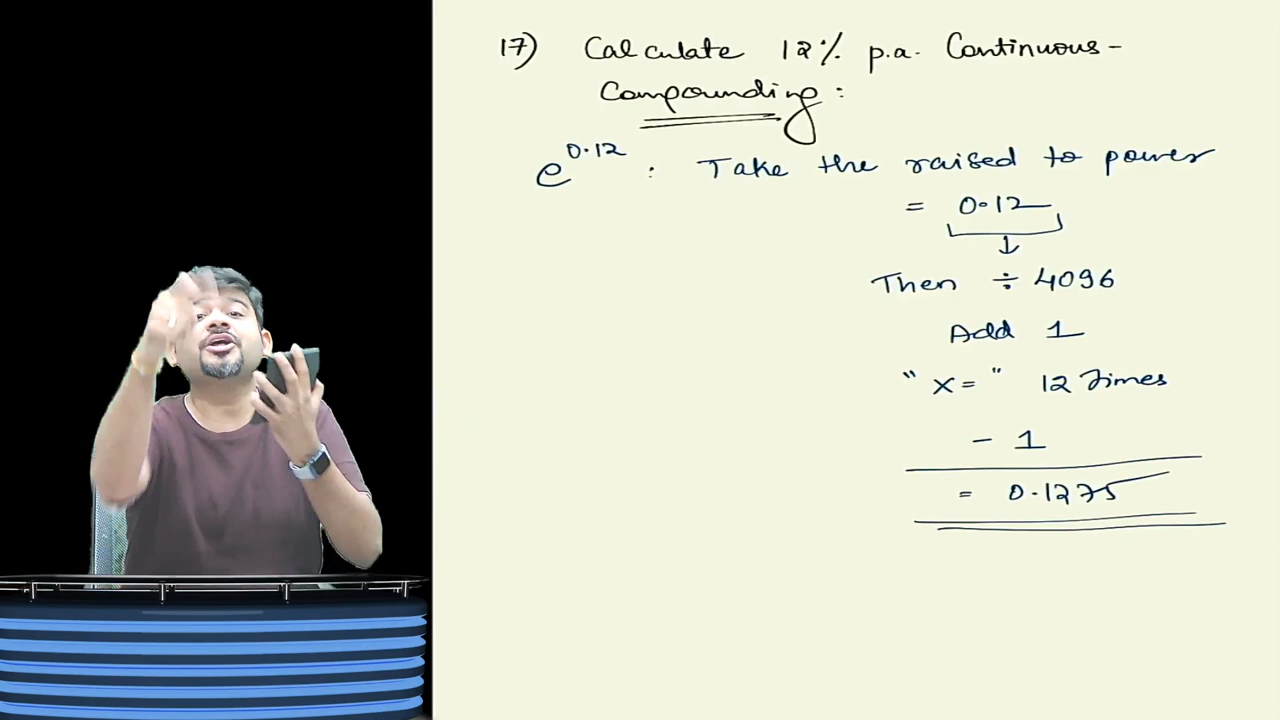 17) Calculate 12% p.a. Continuous-
Compounding:
e^0.12 : Take the raised to power
= 0.12
↓
Then ÷ 4096
Add 1
" x = " 12 Times
- 1
= 0.1275